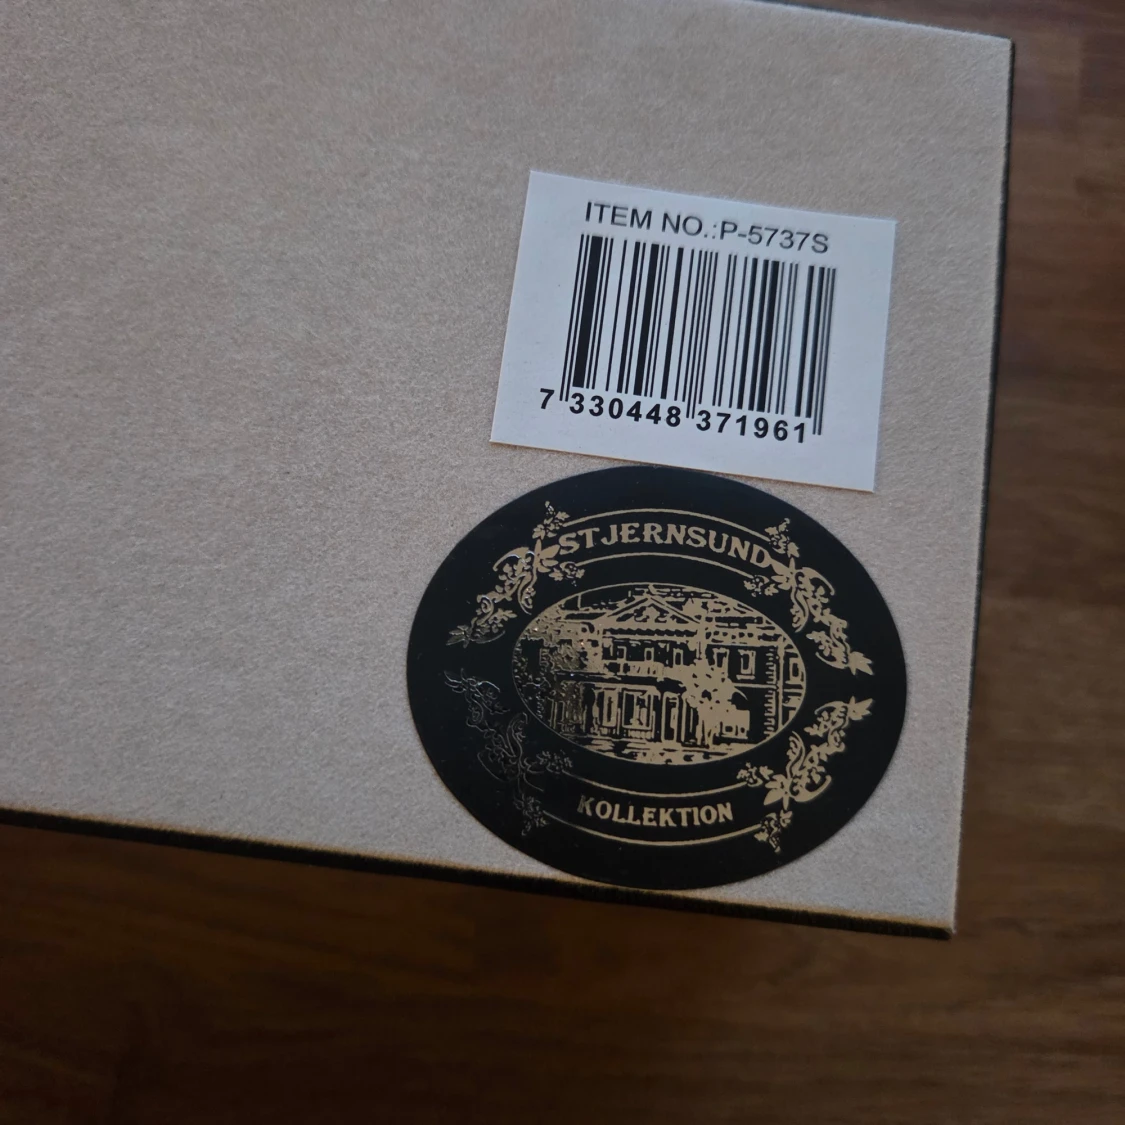 ITEM NO.:P-5737S
7 330448 371961
STJERNSUND
KOLLEKTION